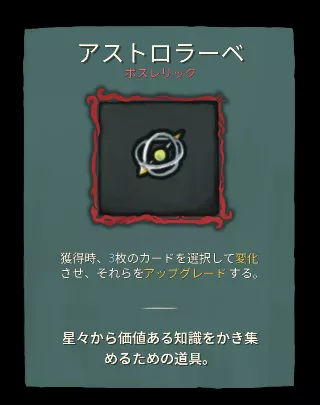 アストロラーベ
ボスレリック
獲得時、3枚のカードを選択して変化
させ、それらをアップグレードする。
星々から価値ある知識をかき集
めるための道具。